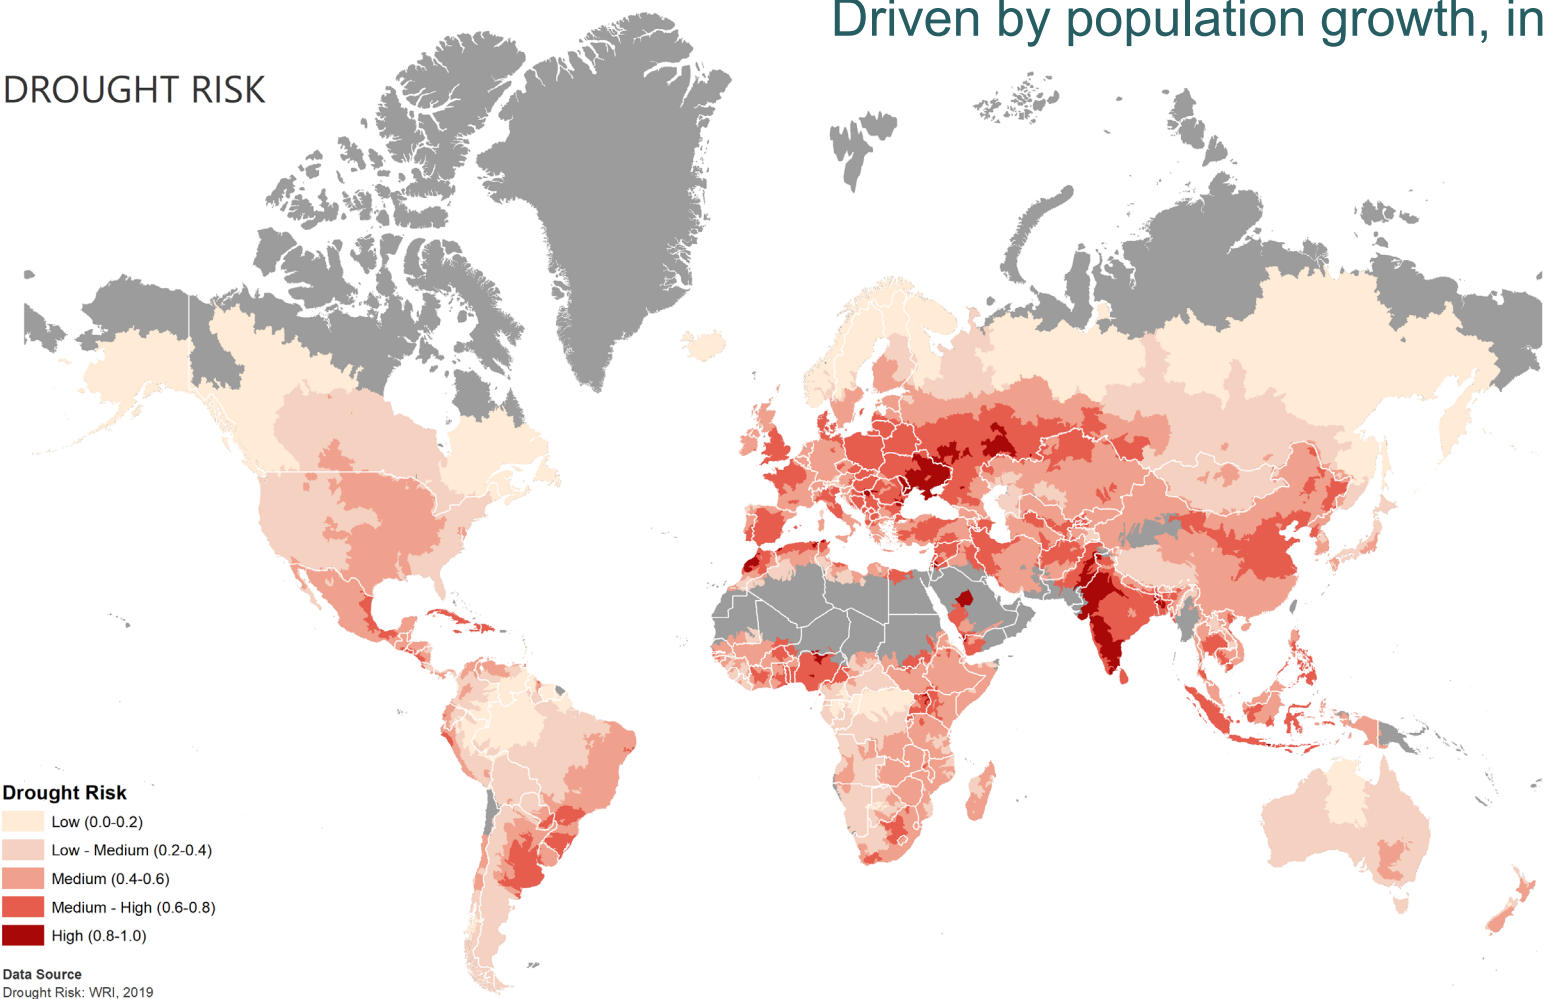 Driven by population growth, in
DROUGHT RISK
Drought Risk
Low (0.0-0.2)
Low - Medium (0.2-0.4)
Medium (0.4-0.6)
Medium - High (0.6-0.8)
High (0.8-1.0)
Data Source
Drought Risk: WRI, 2019